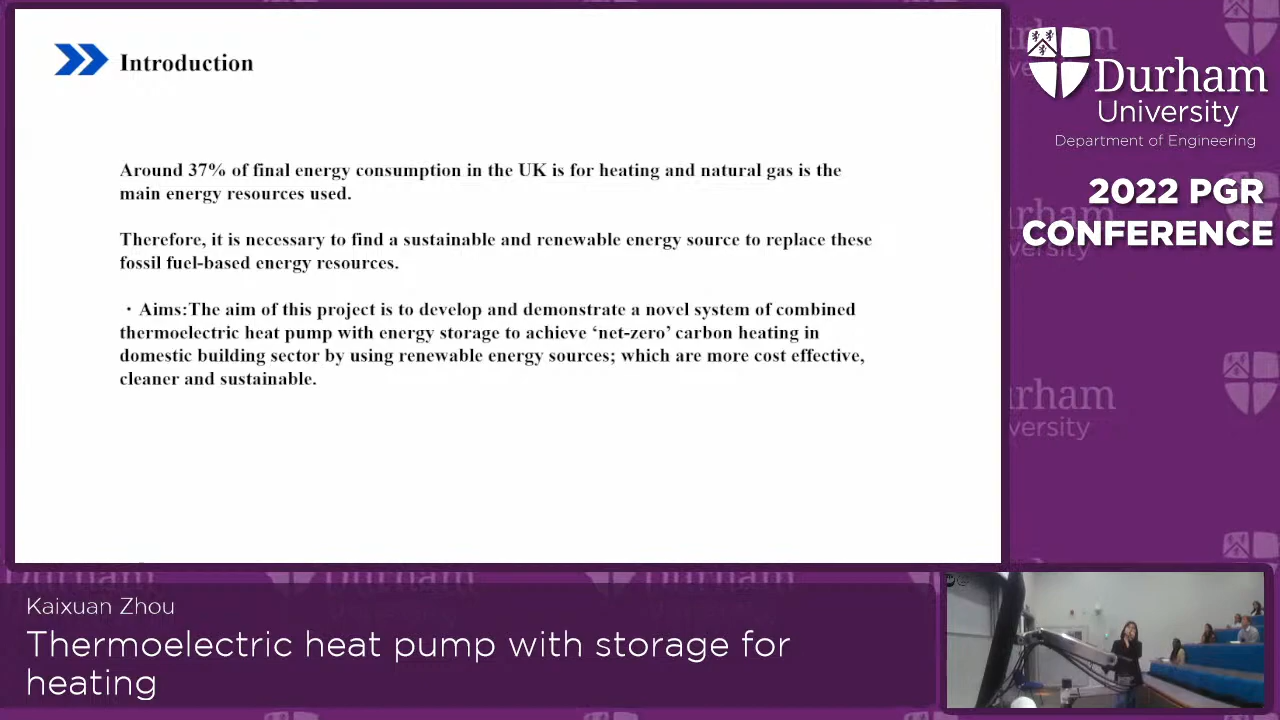 Introduction
Around 37% of final energy consumption in the UK is for heating and natural gas is the
main energy resources used.
Therefore, it is necessary to find a sustainable and renewable energy source to replace these
fossil fuel-based energy resources.
· Aims:The aim of this project is to develop and demonstrate a novel system of combined
thermoelectric heat pump with energy storage to achieve ‘net-zero’ carbon heating in
domestic building sector by using renewable energy sources; which are more cost effective,
cleaner and sustainable.
Durham
University
Department of Engineering
2022 PGR
CONFERENCE
Kaixuan Zhou
Thermoelectric heat pump with storage for
heating